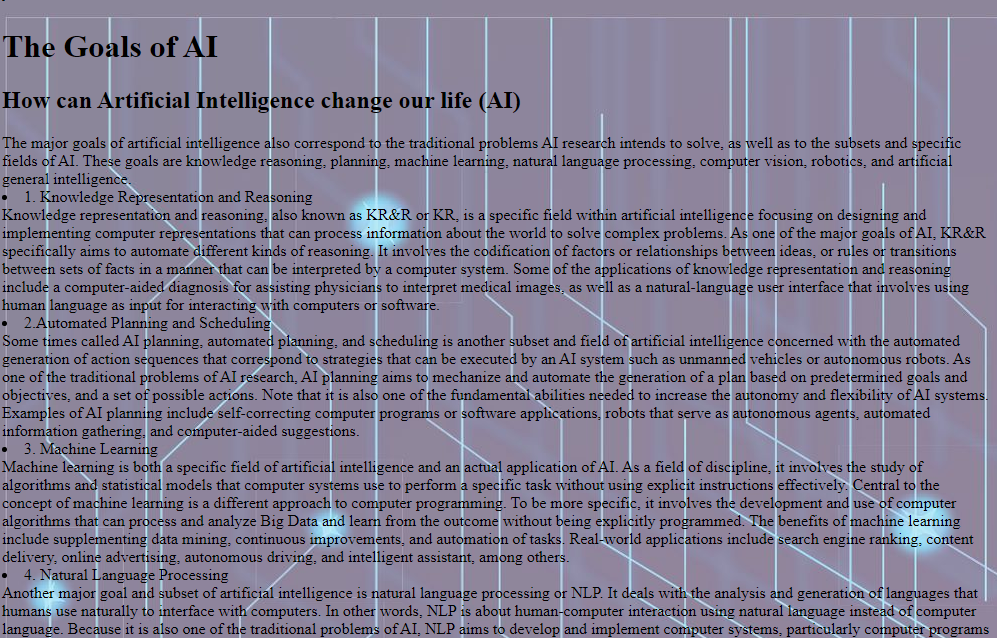 The Goals of AI
How can Artificial Intelligence change our life (AI)
The major goals of artificial intelligence also correspond to the traditional problems AI research intends to solve, as well as to the subsets and specific
fields of AI. These goals are knowledge reasoning, planning, machine learning, natural language processing, computer vision, robotics, and artificial
general intelligence.
• 1. Knowledge Representation and Reasoning
Knowledge representation and reasoning, also known as KR&R or KR, is a specific field within artificial intelligence focusing on designing and
implementing computer representations that can process information about the world to solve complex problems. As one of the major goals of AI, KR&R
specifically aims to automate different kinds of reasoning. It involves the codification of factors or relationships between ideas, or rules or transitions
between sets of facts in a manner that can be interpreted by a computer system. Some of the applications of knowledge representation and reasoning
include a computer-aided diagnosis for assisting physicians to interpret medical images, as well as a natural-language user interface that involves using
human language as input for interacting with computers or software.
• 2.Automated Planning and Scheduling
Some times called AI planning, automated planning, and scheduling is another subset and field of artificial intelligence concerned with the automated
generation of action sequences that correspond to strategies that can be executed by an AI system such as unmanned vehicles or autonomous robots. As
one of the traditional problems of AI research, AI planning aims to mechanize and automate the generation of a plan based on predetermined goals and
objectives, and a set of possible actions. Note that it is also one of the fundamental abilities needed to increase the autonomy and flexibility of AI systems.
Examples of AI planning include self-correcting computer programs or software applications, robots that serve as autonomous agents, automated
information gathering, and computer-aided suggestions.
• 3. Machine Learning
Machine learning is both a specific field of artificial intelligence and an actual application of AI. As a field of discipline, it involves the study of
algorithms and statistical models that computer systems use to perform a specific task without using explicit instructions effectively. Central to the
concept of machine learning is a different approach to computer programming. To be more specific, it involves the development and use of computer
algorithms that can process and analyze Big Data and learn from the outcome without being explicitly programmed. The benefits of machine learning
include supplementing data mining, continuous improvements, and automation of tasks. Real-world applications include search engine ranking, content
delivery, online advertising, autonomous driving, and intelligent assistant, among others.
• 4. Natural Language Processing
Another major goal and subset of artificial intelligence is natural language processing or NLP. It deals with the analysis and generation of languages that
humans use naturally to interface with computers. In other words, NLP is about human-computer interaction using natural language instead of computer
language. Because it is also one of the traditional problems of AI, NLP aims to develop and implement computer systems, particularly computer programs